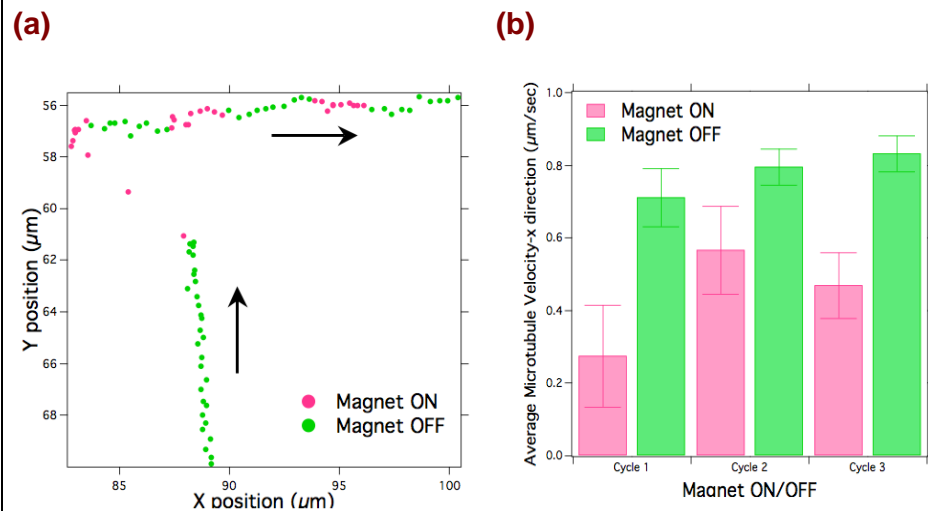 (a)
(b)
56
58
60
62
64
66
68
Y position (μm)
Magnet ON
Magnet OFF
85
90
95
100
X position (μm)
1.0
0.8
0.6
0.4
0.2
0.0
Average Microtubule Velocity-x direction (μm/sec)
Magnet ON
Magnet OFF
Cycle 1
Cycle 2
Cycle 3
Magnet ON/OFF